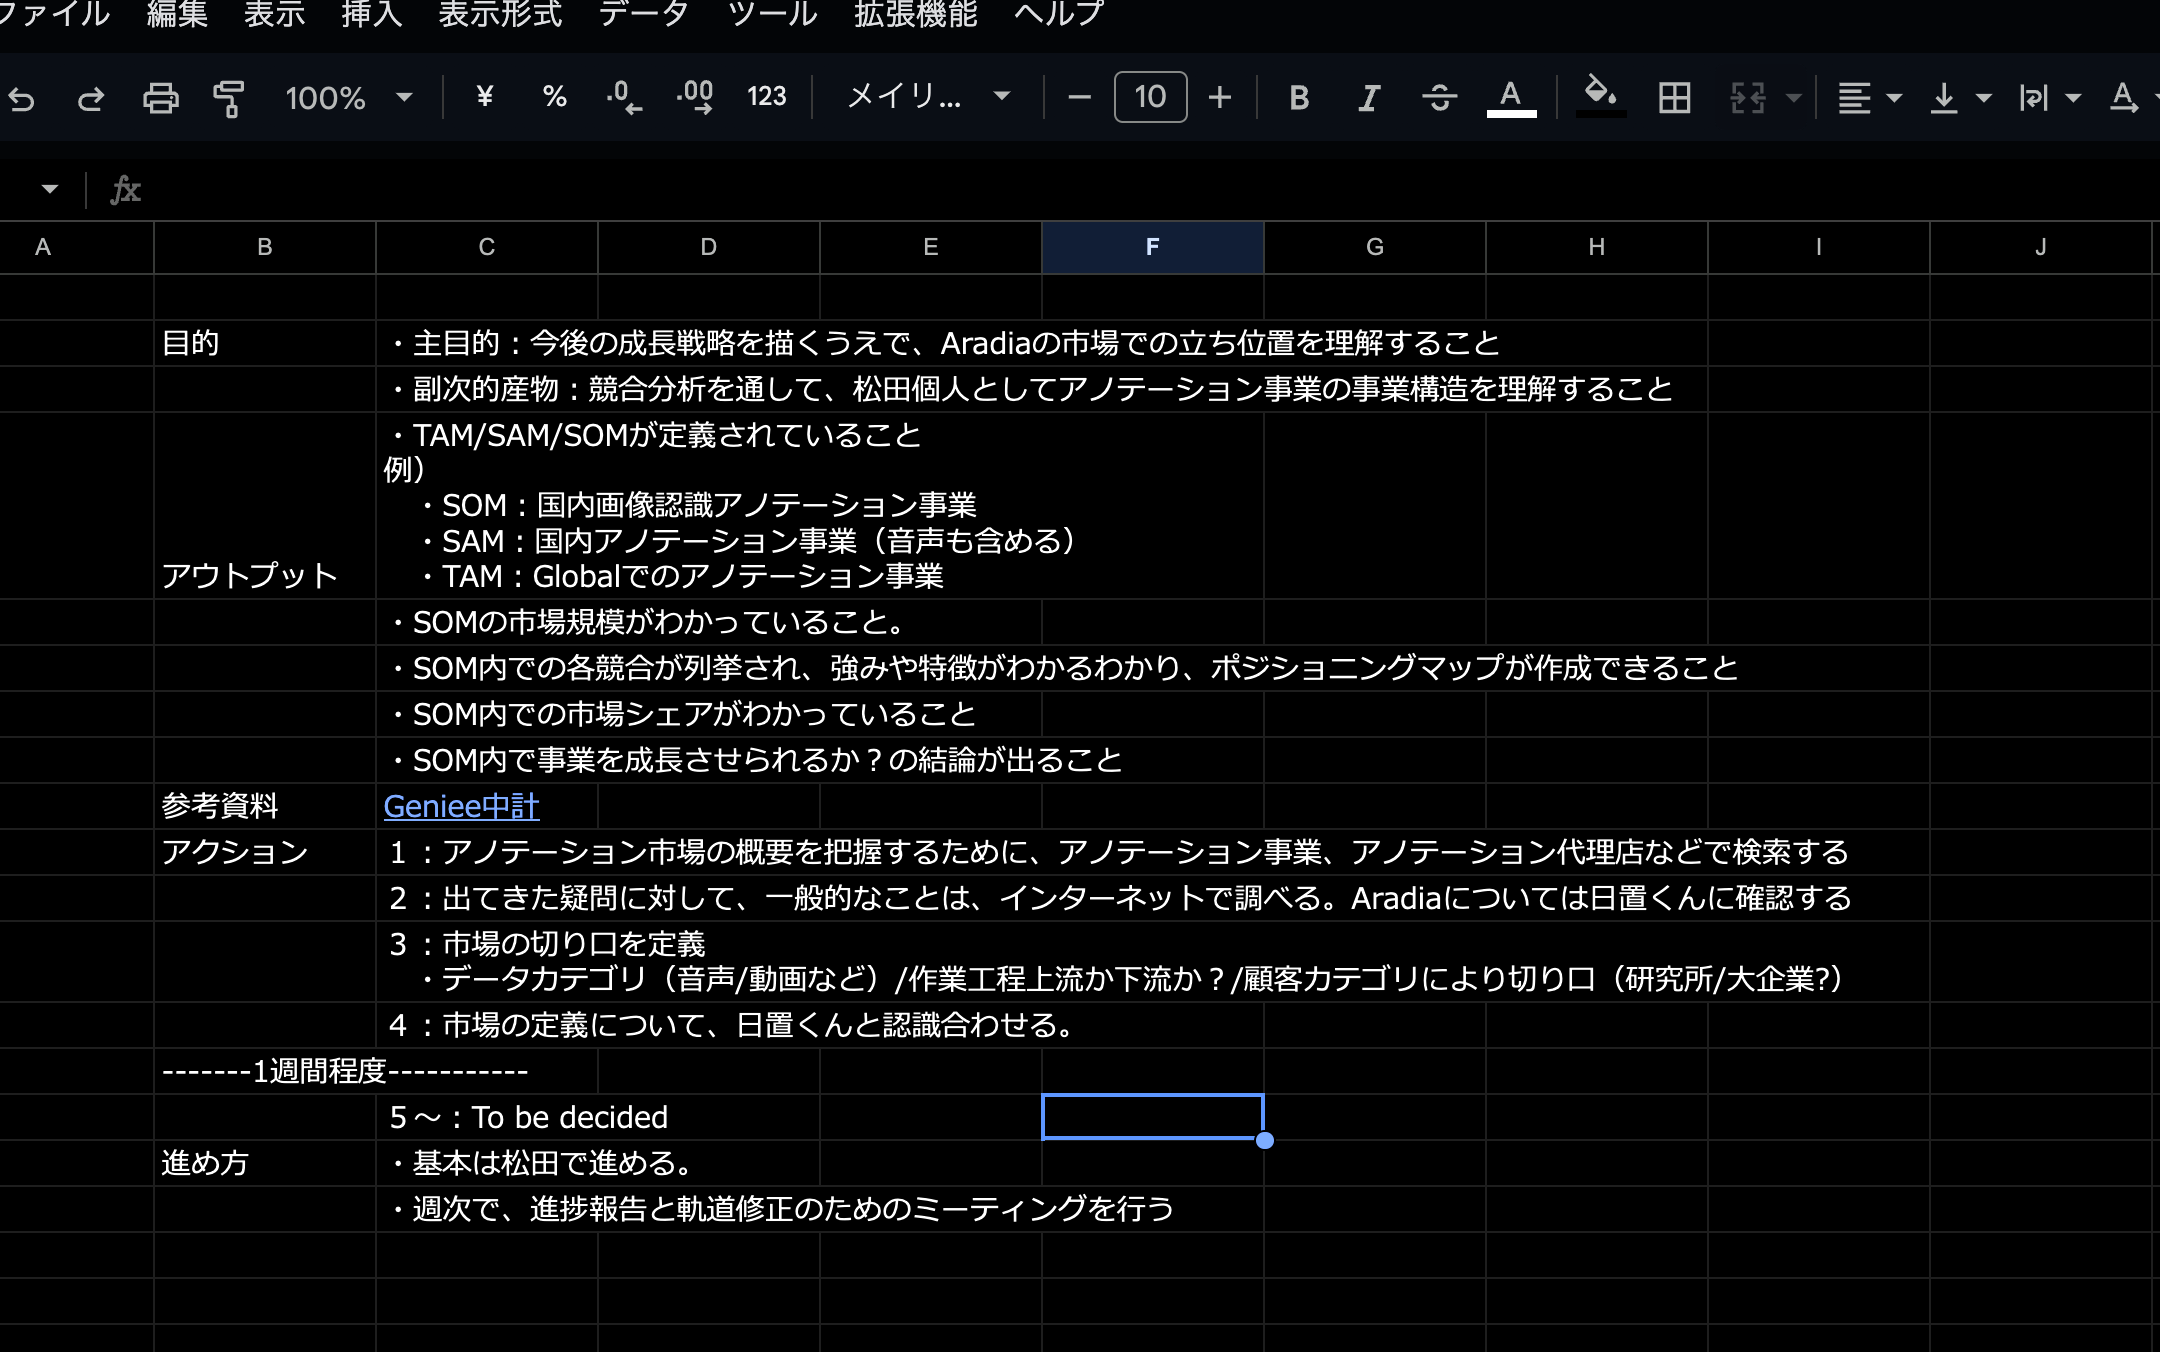 ファイル 編集 表示 挿入 表示形式 データ ツール 拡張機能 ヘルプ
100% ¥ % .0 .00 123 メイリ... 10 B I A A
fx
A B C D E F G H I J
目的 ・主目的：今後の成長戦略を描くうえで、Aradiaの市場での立ち位置を理解すること
・副次的産物：競合分析を通して、松田個人としてアノテーション事業の事業構造を理解すること
・TAM/SAM/SOMが定義されていること
例）
・SOM：国内画像認識アノテーション事業
・SAM：国内アノテーション事業（音声も含める）
アウトプット ・TAM：Globalでのアノテーション事業
・SOMの市場規模がわかっていること。
・SOM内での各競合が列挙され、強みや特徴がわかるわかり、ポジショニングマップが作成できること
・SOM内での市場シェアがわかっていること
・SOM内で事業を成長させられるか？の結論が出ること
参考資料 Geniee中計
アクション １：アノテーション市場の概要を把握するために、アノテーション事業、アノテーション代理店などで検索する
２：出てきた疑問に対して、一般的なことは、インターネットで調べる。Aradiaについては日置くんに確認する
３：市場の切り口を定義
・データカテゴリ（音声/動画など）/作業工程上流か下流か？/顧客カテゴリにより切り口（研究所/大企業?）
４：市場の定義について、日置くんと認識合わせる。
-------1週間程度-----------
５～：To be decided
進め方 ・基本は松田で進める。
・週次で、進捗報告と軌道修正のためのミーティングを行う